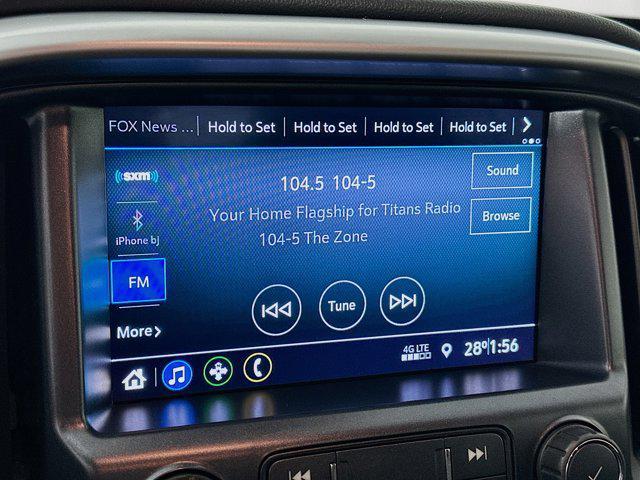 FOX News ... Hold to Set Hold to Set Hold to Set Hold to Set
sxm
104.5 104-5
Sound
Your Home Flagship for Titans Radio
Browse
iPhone bj
104-5 The Zone
FM
Tune
More
4G LTE
28° 1:56